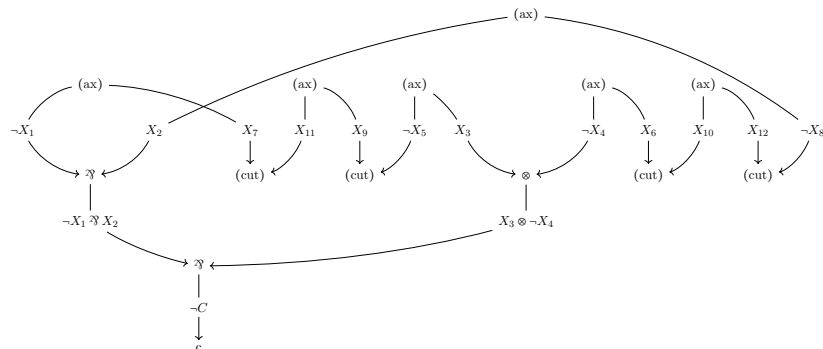 (ax)
(ax) (ax) (ax) (ax) (ax)
¬X₁ X₂ X₇ X₁₁ X₉ ¬X₅ X₃ ¬X₄ X₆ X₁₀ X₁₂ ¬X₈
⅋ (cut) (cut) ⊗ (cut) (cut)
¬X₁ ⅋ X₂ X₃ ⊗ ¬X₄
⅋
¬C